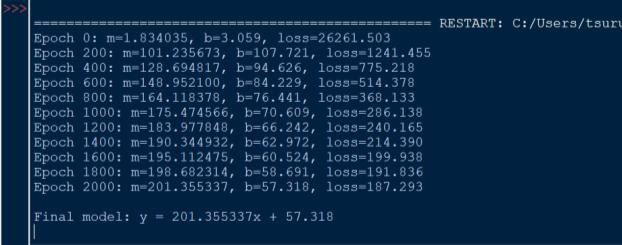 >>>
================================================ RESTART: C:/Users/tsuru
Epoch 0: m=1.834035, b=3.059, loss=26261.503
Epoch 200: m=101.235673, b=107.721, loss=1241.455
Epoch 400: m=128.694817, b=94.626, loss=775.218
Epoch 600: m=148.952100, b=84.229, loss=514.378
Epoch 800: m=164.118378, b=76.441, loss=368.133
Epoch 1000: m=175.474566, b=70.609, loss=286.138
Epoch 1200: m=183.977848, b=66.242, loss=240.165
Epoch 1400: m=190.344932, b=62.972, loss=214.390
Epoch 1600: m=195.112475, b=60.524, loss=199.938
Epoch 1800: m=198.682314, b=58.691, loss=191.836
Epoch 2000: m=201.355337, b=57.318, loss=187.293
Final model: y = 201.355337x + 57.318